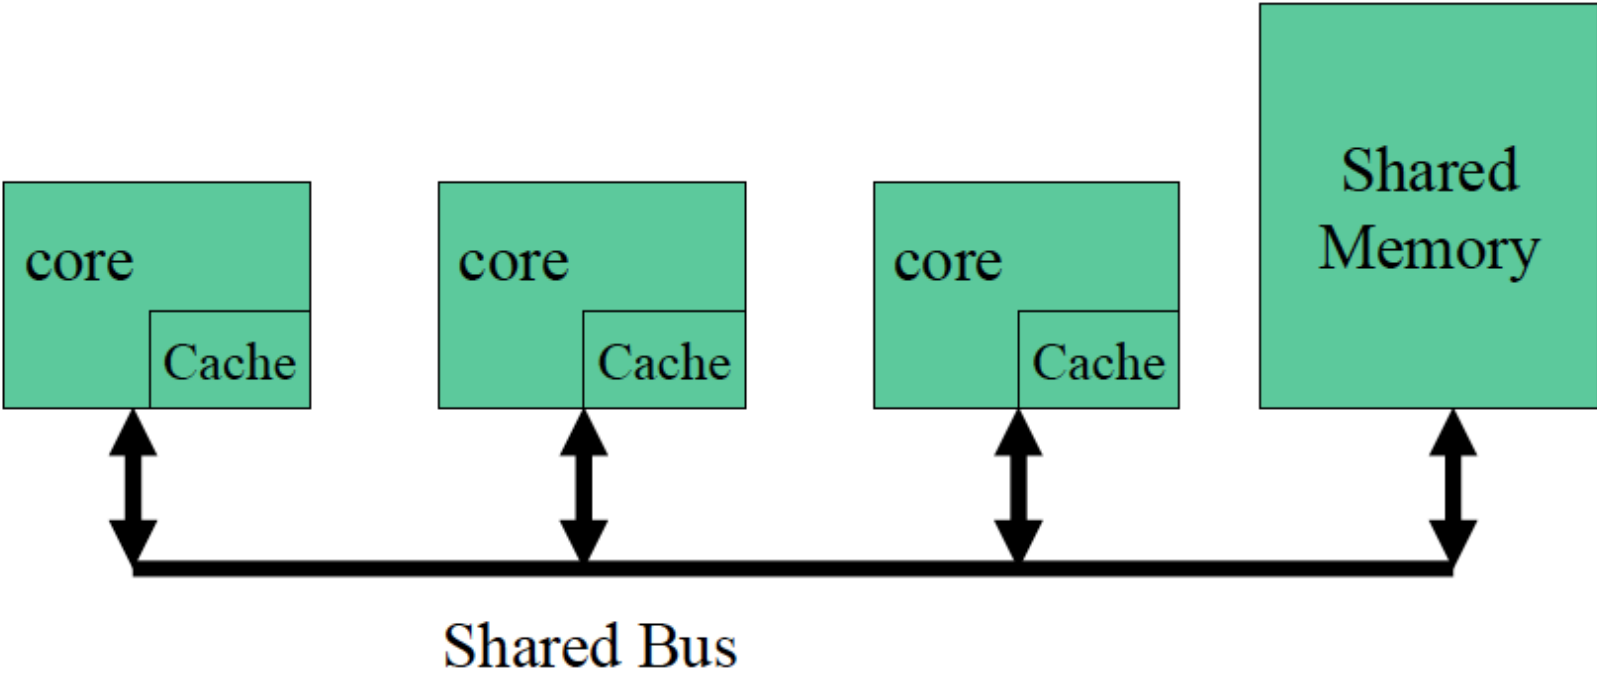 core
Cache
core
Cache
core
Cache
Shared
Memory
Shared Bus